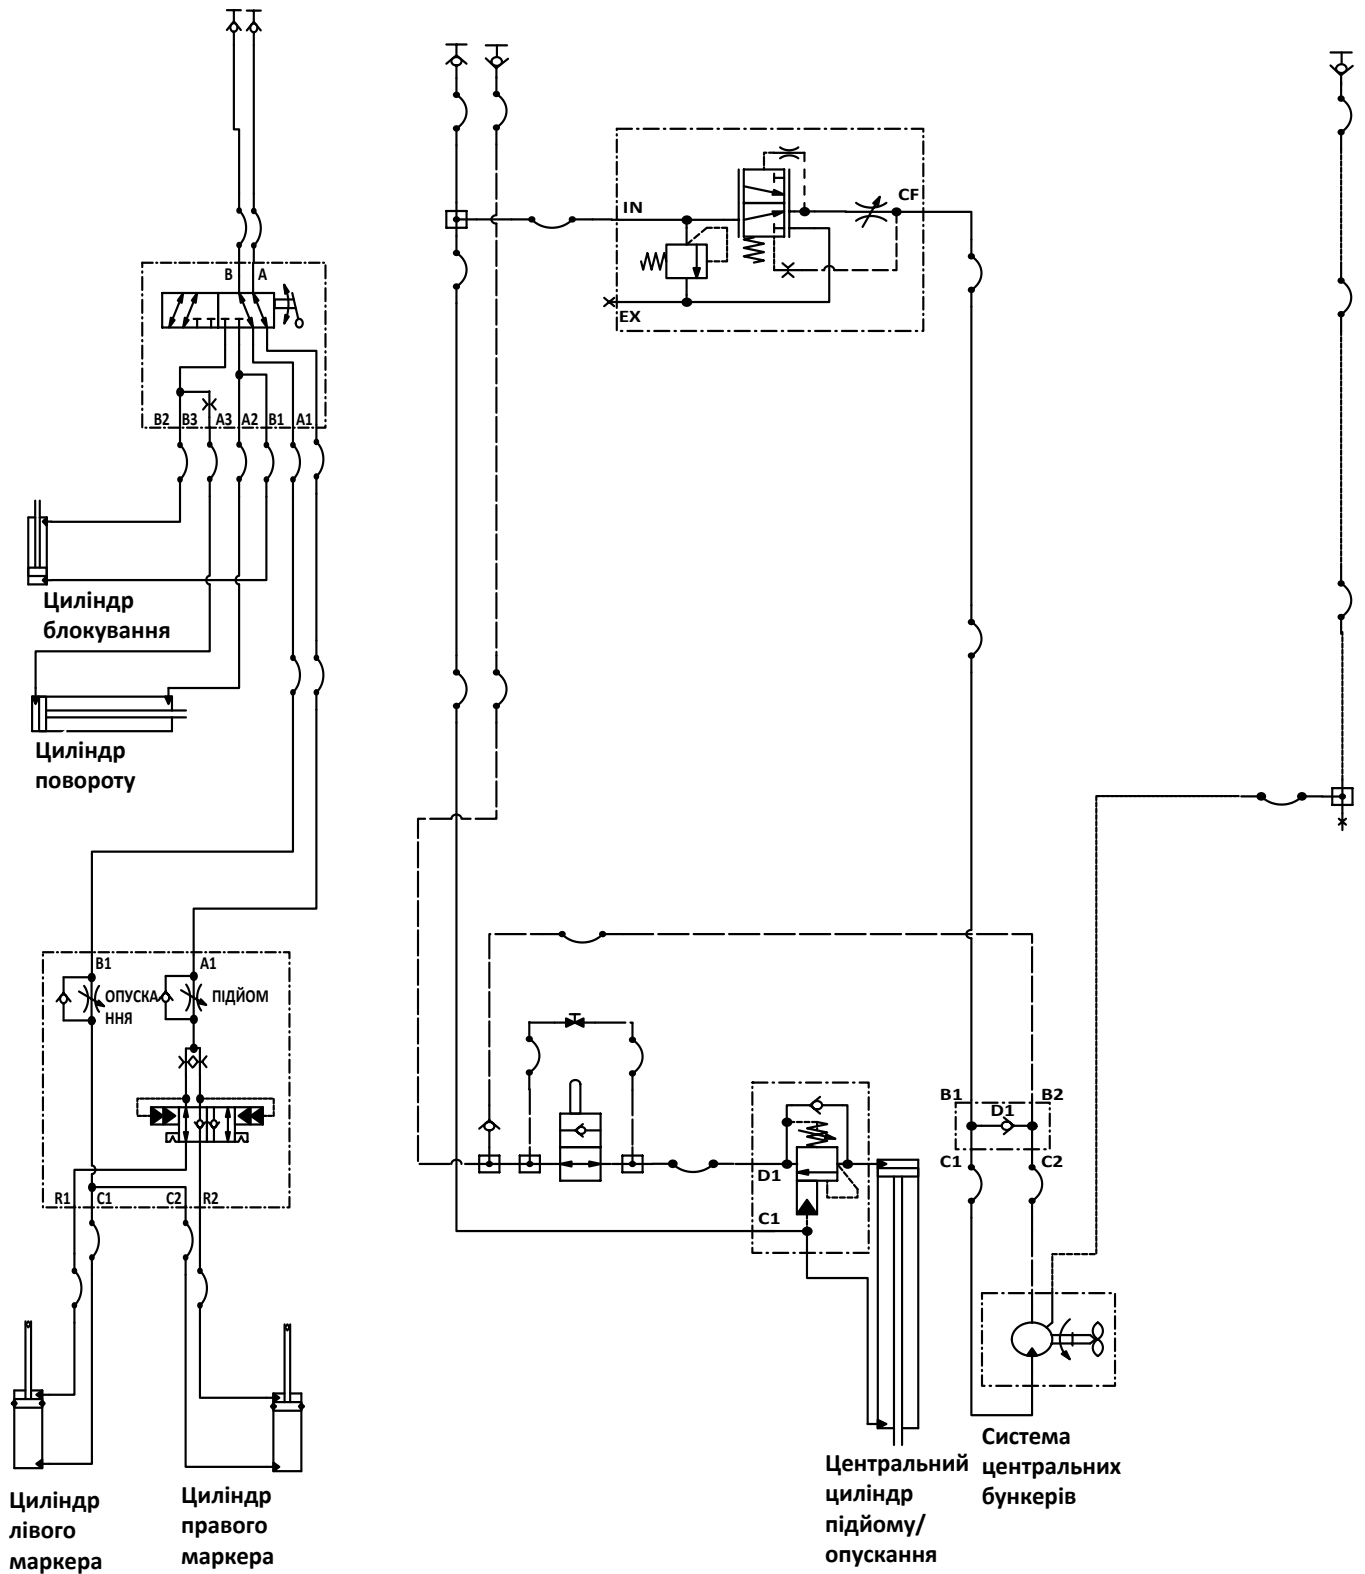 IN
CF
EX
B A
B2 B3 A3 A2 B1 A1
Циліндр
блокування
Циліндр
повороту
B1 A1
ОПУСКА
ННЯ
ПІДЙОМ
R1 C1 C2 R2
D1
C1
B1 D1 B2
C1 C2
Циліндр
лівого
маркера
Циліндр
правого
маркера
Центральний
циліндр
підйому/
опускання
Система
центральних
бункерів